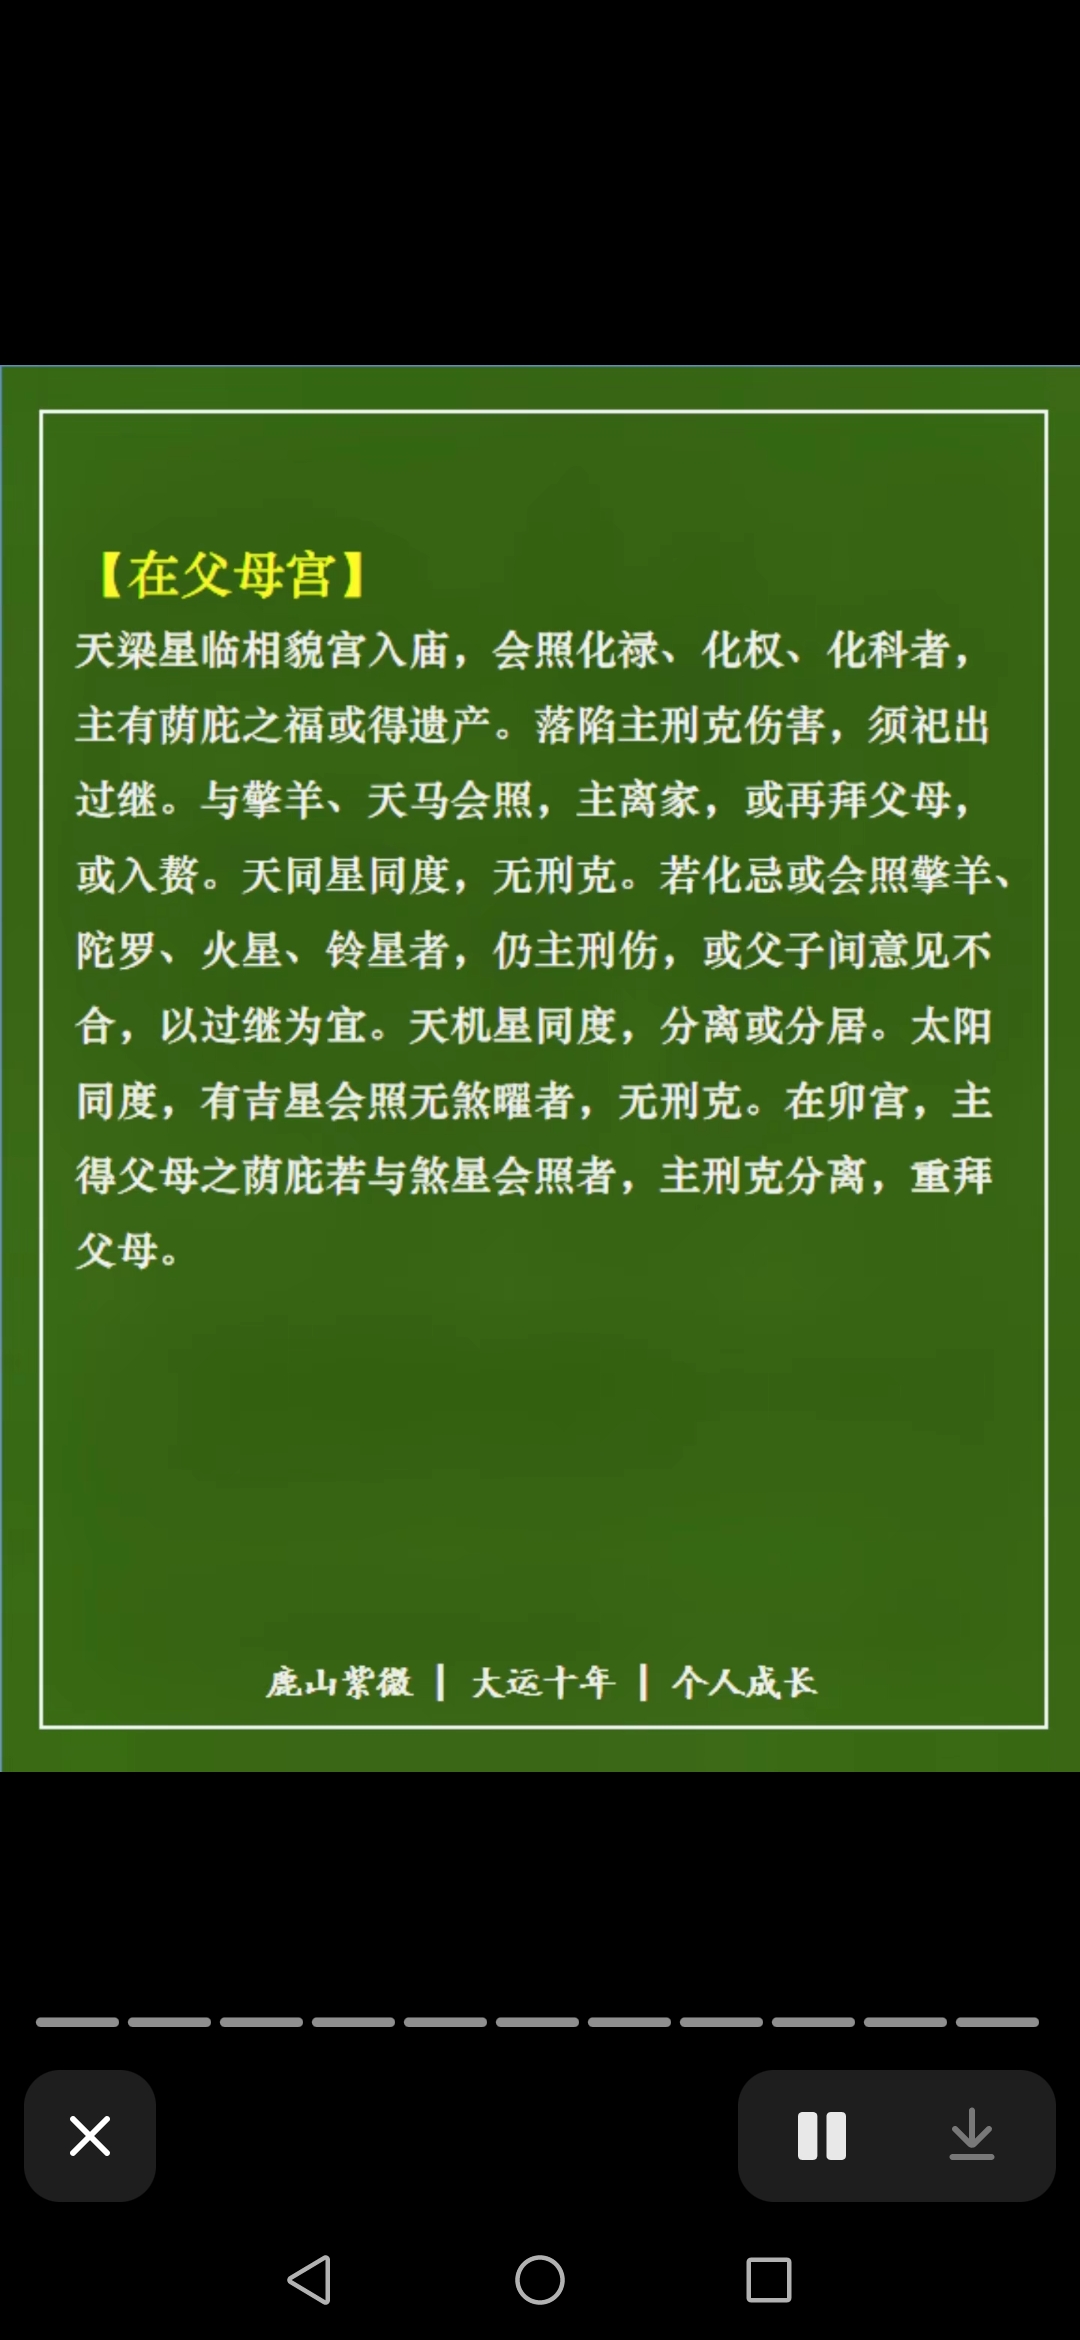 【在父母宫】
天梁星临相貌宫入庙，会照化禄、化权、化科者，
主有荫庇之福或得遗产。落陷主刑克伤害，须祀出
过继。与擎羊、天马会照，主离家，或再拜父母，
或入赘。天同星同度，无刑克。若化忌或会照擎羊、
陀罗、火星、铃星者，仍主刑伤，或父子间意见不
合，以过继为宜。天机星同度，分离或分居。太阳
同度，有吉星会照无煞曜者，无刑克。在卯宫，主
得父母之荫庇若与煞星会照者，主刑克分离，重拜
父母。
鹿山紫微 | 大运十年 | 个人成长